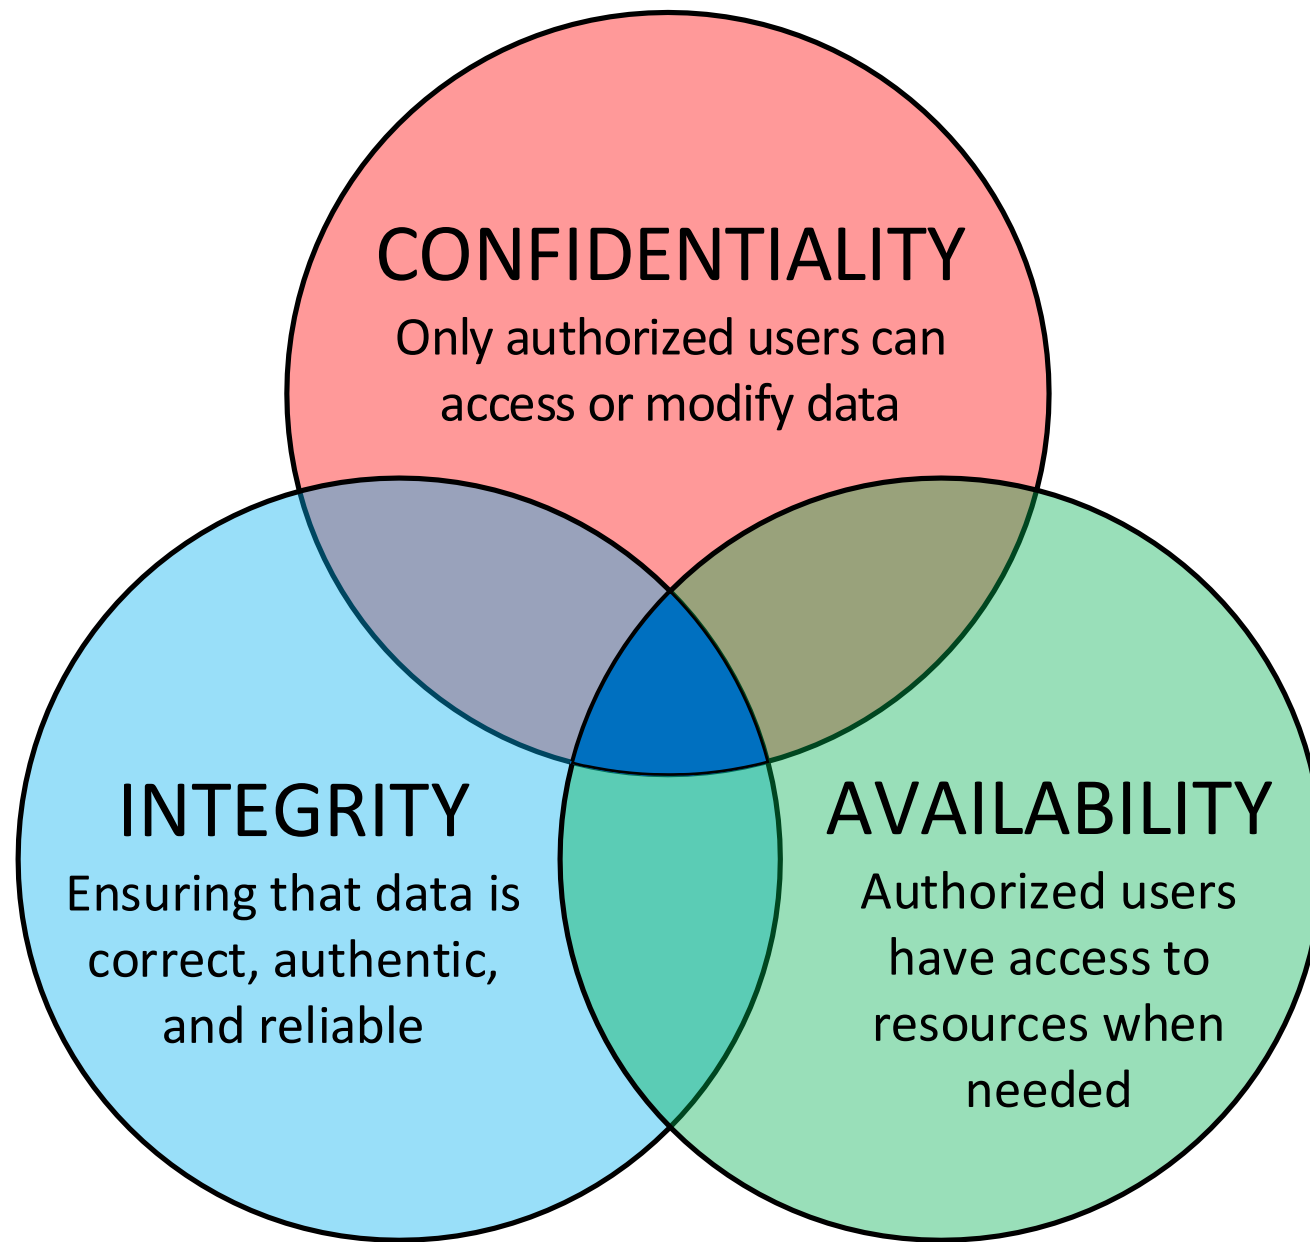 CONFIDENTIALITY
Only authorized users can
access or modify data
INTEGRITY
Ensuring that data is
correct, authentic,
and reliable
AVAILABILITY
Authorized users
have access to
resources when
needed